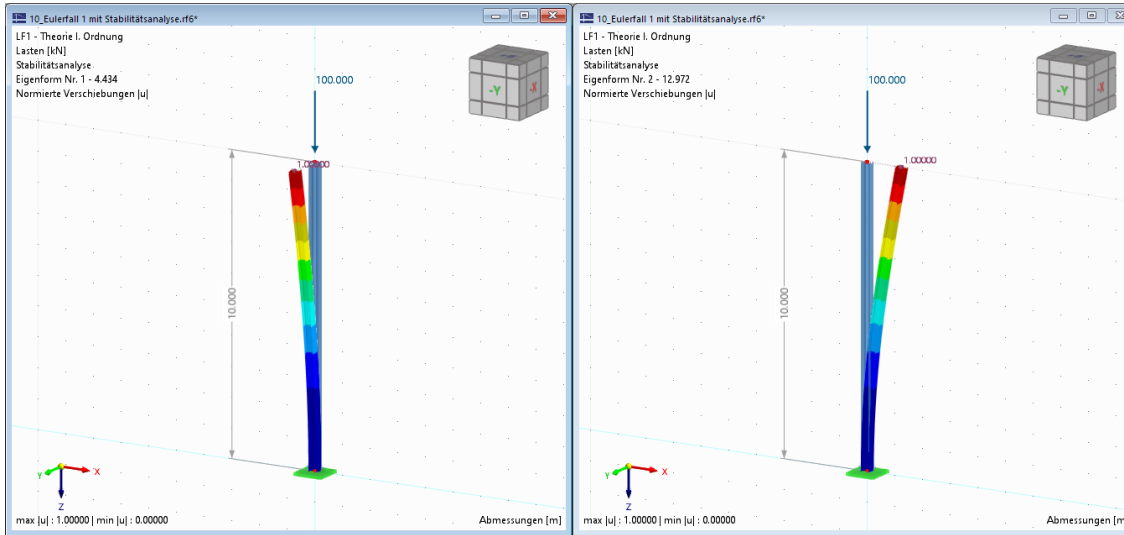 10_Eulerfall 1 mit Stabilitätsanalyse.rf6*
LF1 - Theorie I. Ordnung
Lasten [kN]
Stabilitätsanalyse
Eigenform Nr. 1 - 4.434
Normierte Verschiebungen |u|
100.000
-Y
-X
1.00000
10.000
Y
X
Z
max |u| : 1.00000 | min |u| : 0.00000
Abmessungen [m]
10_Eulerfall 1 mit Stabilitätsanalyse.rf6*
LF1 - Theorie I. Ordnung
Lasten [kN]
Stabilitätsanalyse
Eigenform Nr. 2 - 12.972
Normierte Verschiebungen |u|
100.000
-Y
-X
1.00000
10.000
Y
X
Z
max |u| : 1.00000 | min |u| : 0.00000
Abmessungen [m]